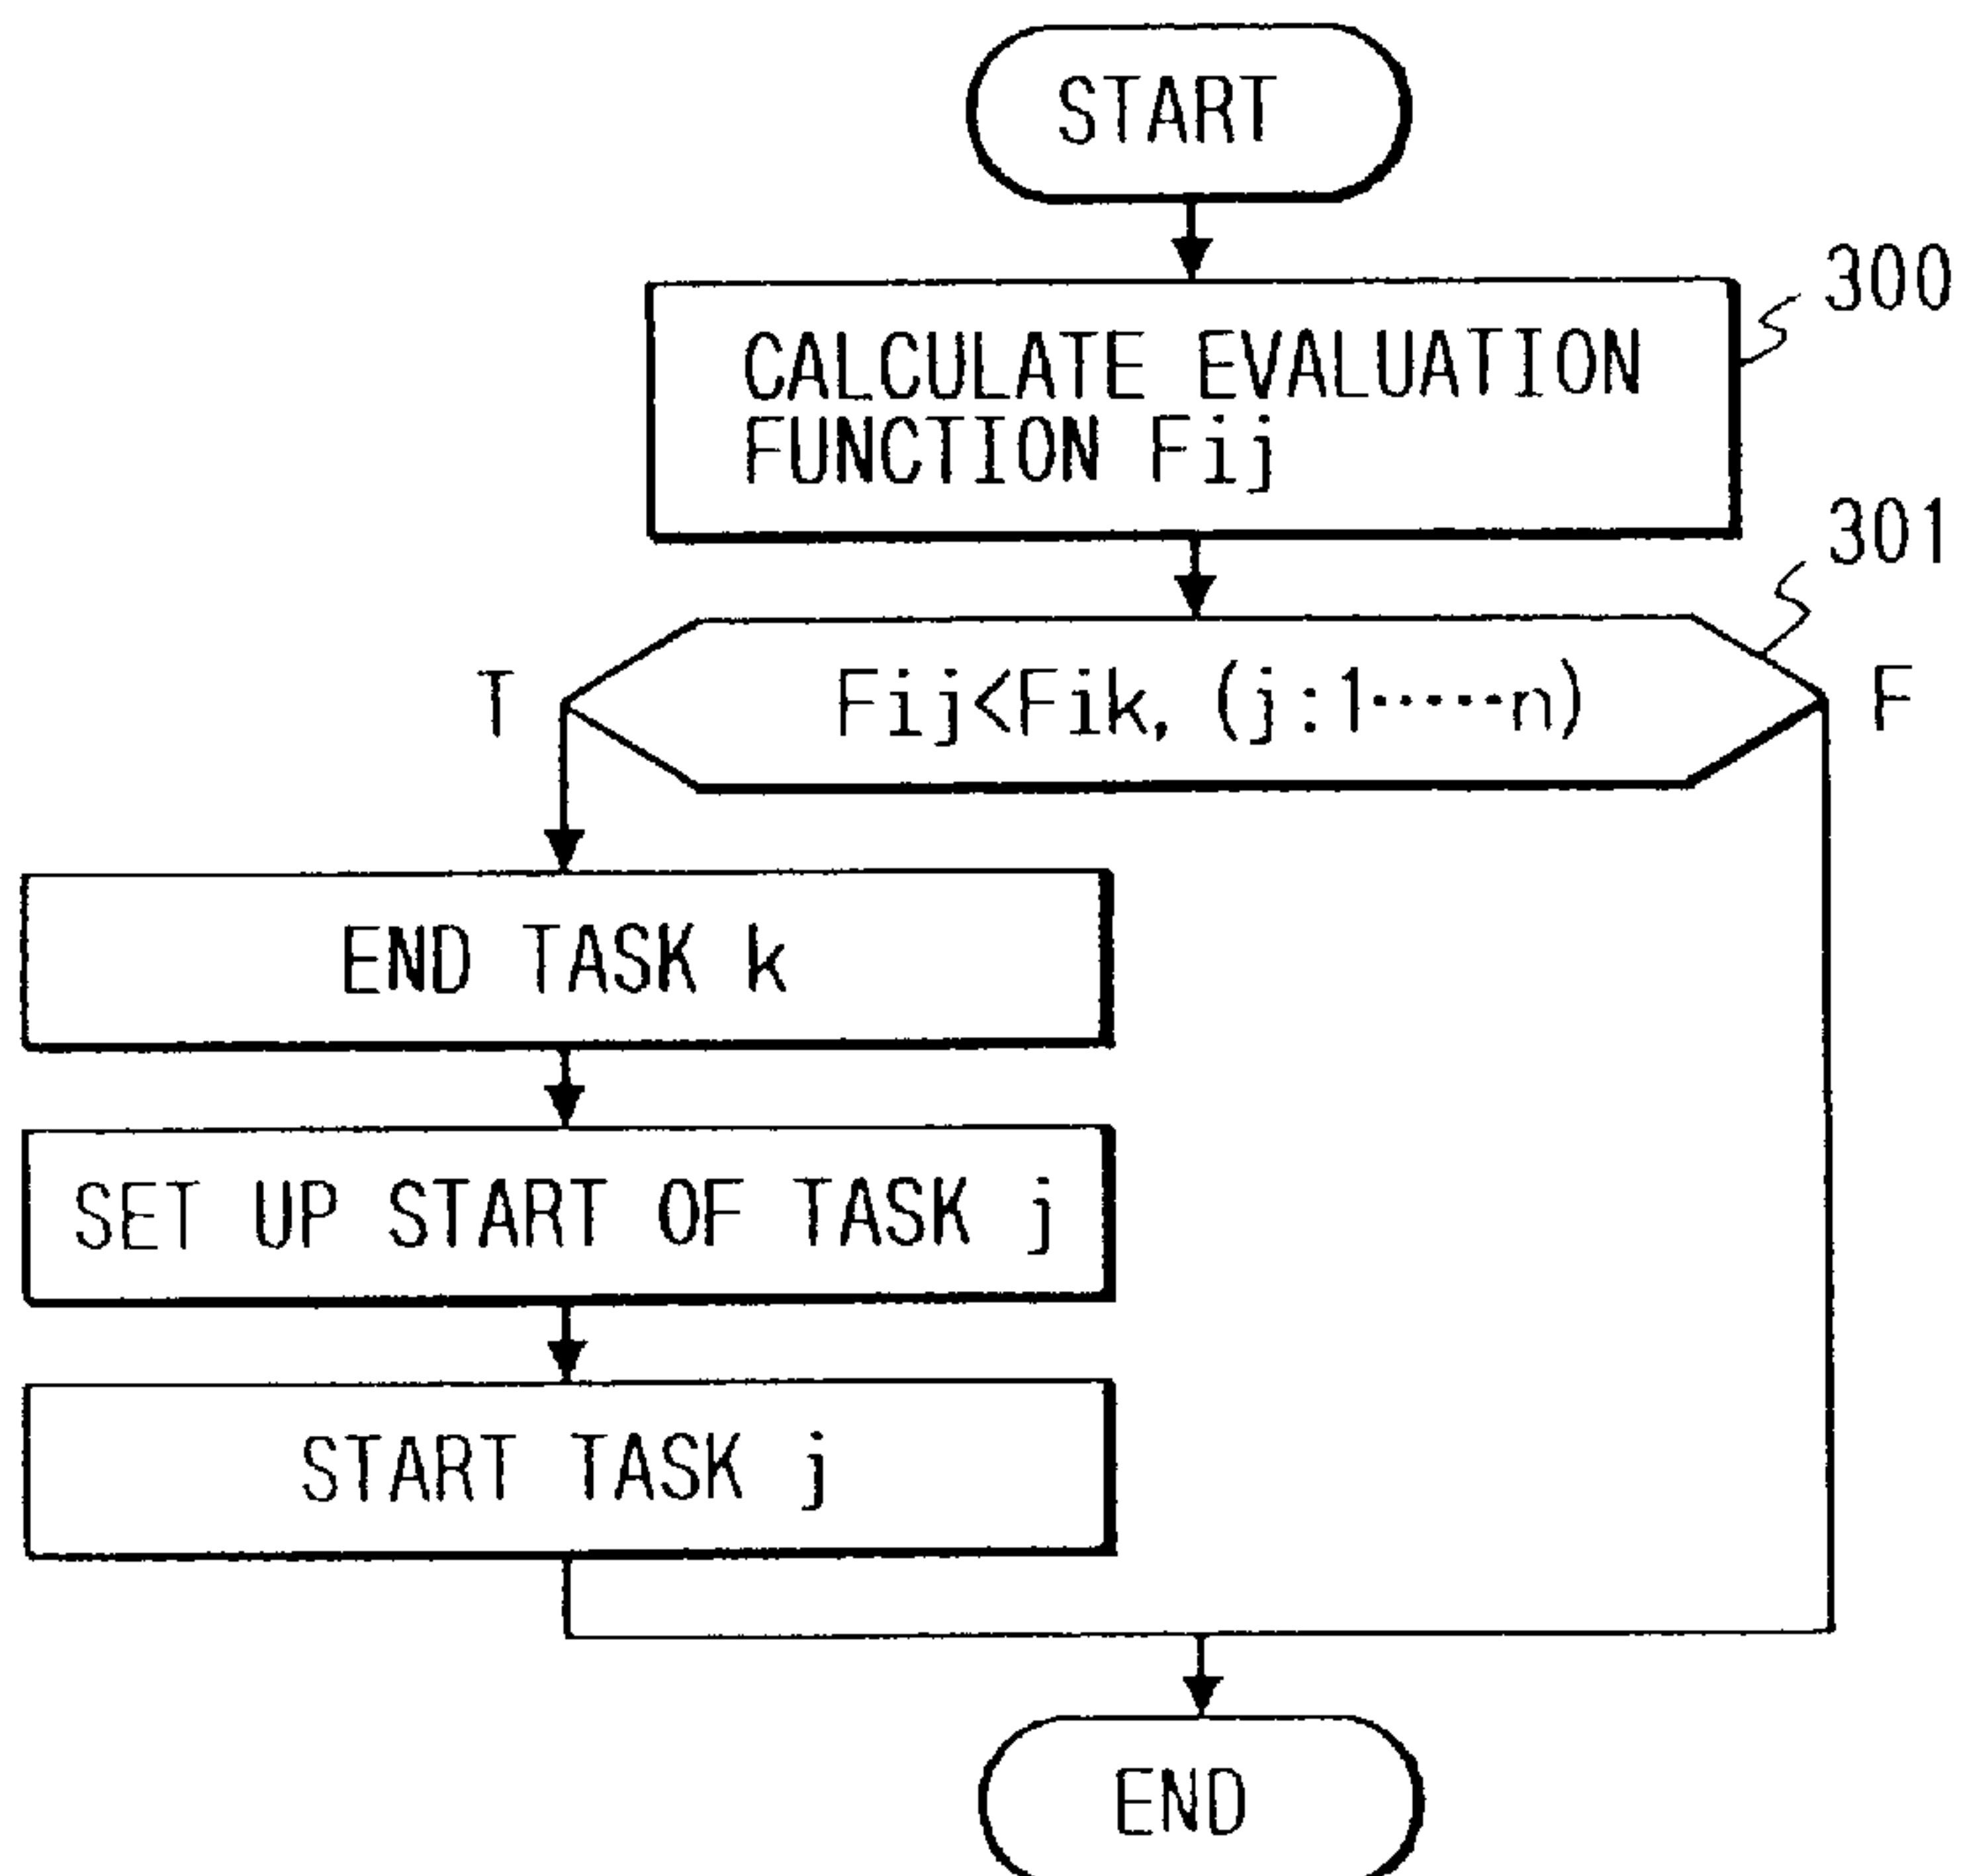 START
300
CALCULATE EVALUATION
FUNCTION Fij
301
T
Fij<Fik, (j:1·····n)
F
END TASK k
SET UP START OF TASK j
START TASK j
END